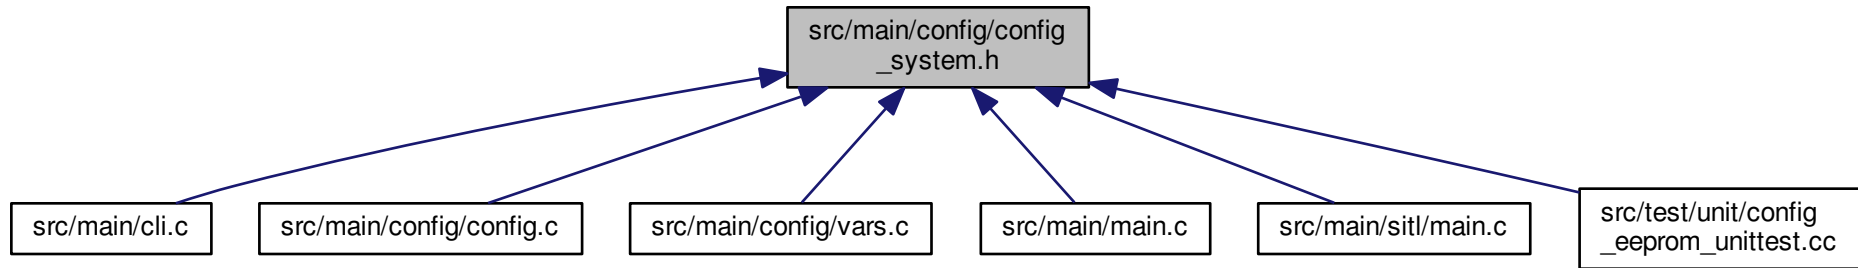 src/main/config/config
_system.h
src/main/cli.c
src/main/config/config.c
src/main/config/vars.c
src/main/main.c
src/main/sitl/main.c
src/test/unit/config
_eeprom_unittest.cc